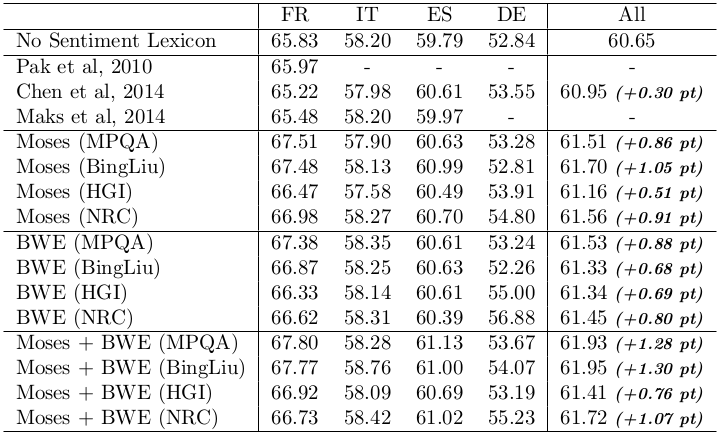 FR IT ES DE All
No Sentiment Lexicon 65.83 58.20 59.79 52.84 60.65
Pak et al, 2010 65.97 - - - -
Chen et al, 2014 65.22 57.98 60.61 53.55 60.95 (+0.30 pt)
Maks et al, 2014 65.48 58.20 59.97 - -
Moses (MPQA) 67.51 57.90 60.63 53.28 61.51 (+0.86 pt)
Moses (BingLiu) 67.48 58.13 60.99 52.81 61.70 (+1.05 pt)
Moses (HGI) 66.47 57.58 60.49 53.91 61.16 (+0.51 pt)
Moses (NRC) 66.98 58.27 60.70 54.80 61.56 (+0.91 pt)
BWE (MPQA) 67.38 58.35 60.61 53.24 61.53 (+0.88 pt)
BWE (BingLiu) 66.87 58.25 60.63 52.26 61.33 (+0.68 pt)
BWE (HGI) 66.33 58.14 60.61 55.00 61.34 (+0.69 pt)
BWE (NRC) 66.62 58.31 60.39 56.88 61.45 (+0.80 pt)
Moses + BWE (MPQA) 67.80 58.28 61.13 53.67 61.93 (+1.28 pt)
Moses + BWE (BingLiu) 67.77 58.76 61.00 54.07 61.95 (+1.30 pt)
Moses + BWE (HGI) 66.92 58.09 60.69 53.19 61.41 (+0.76 pt)
Moses + BWE (NRC) 66.73 58.42 61.02 55.23 61.72 (+1.07 pt)